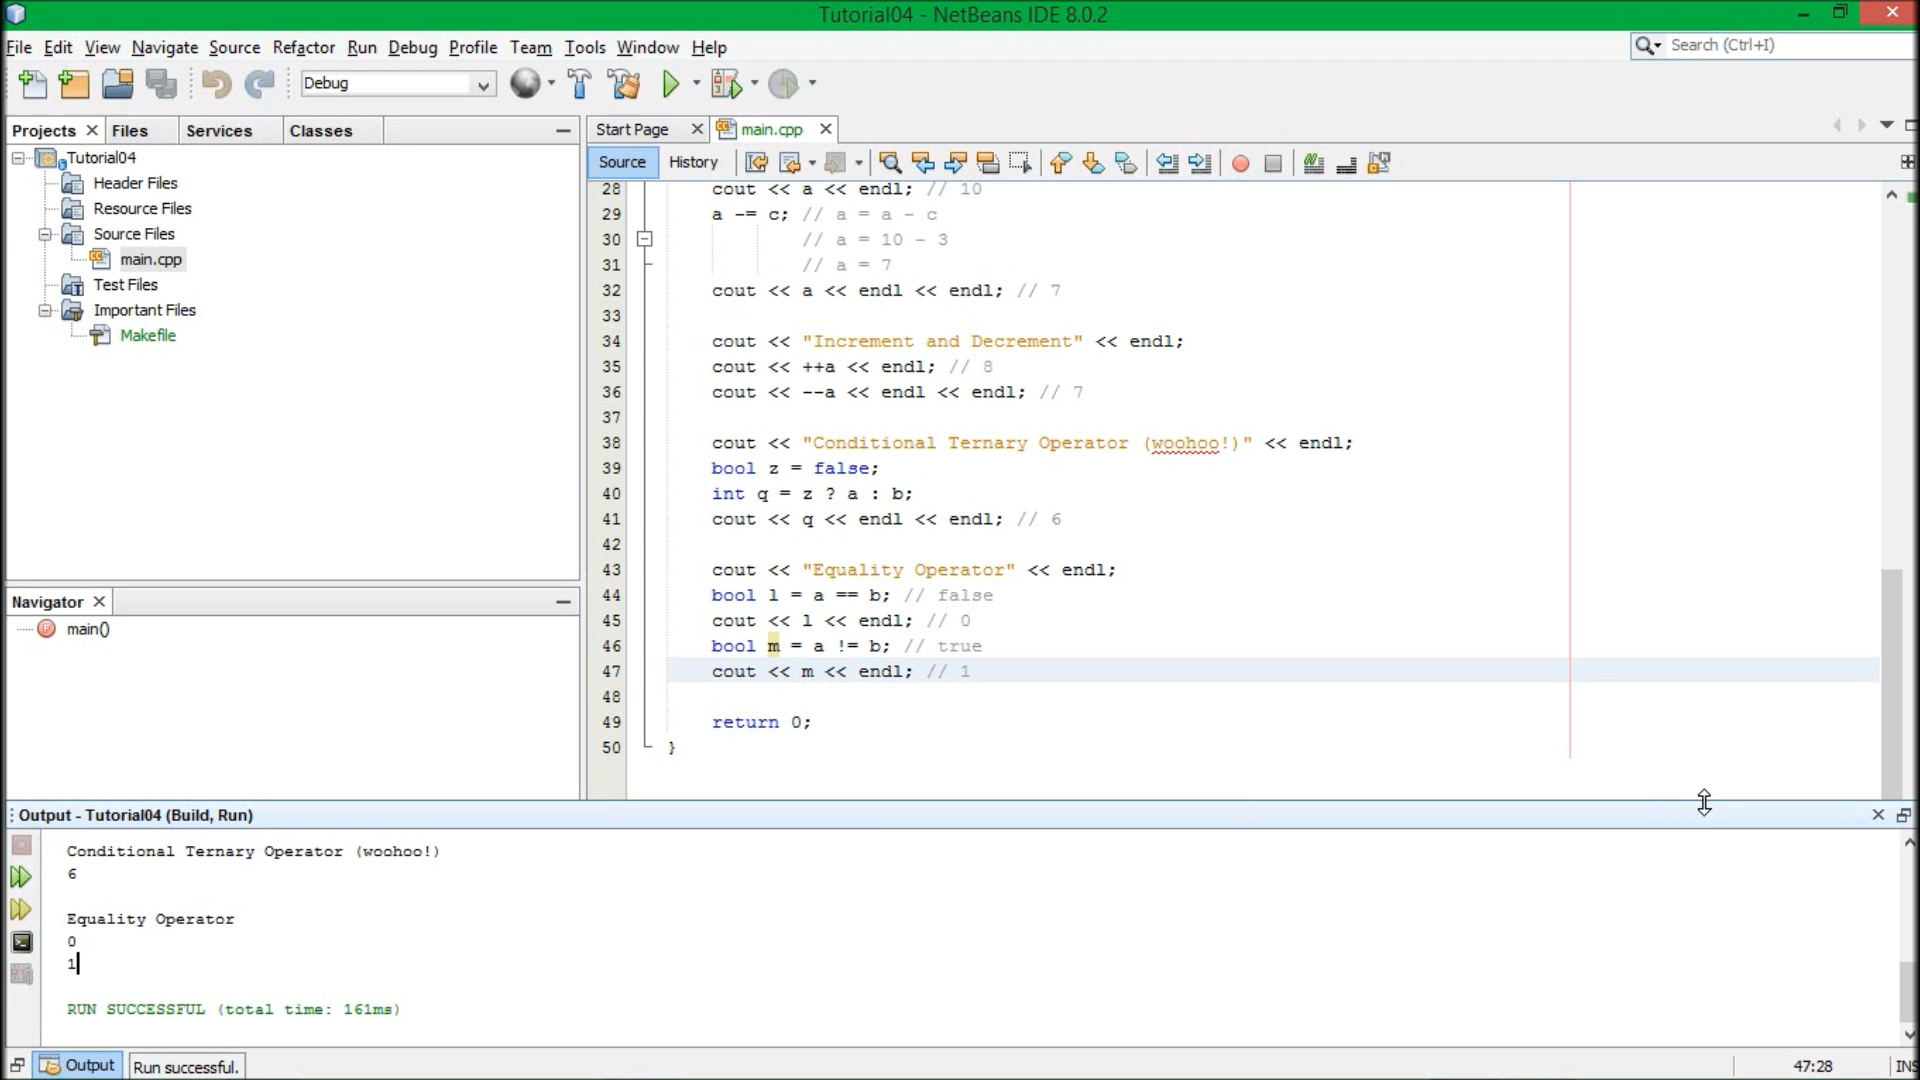 Tutorial04 - NetBeans IDE 8.0.2
File Edit View Navigate Source Refactor Run Debug Profile Team Tools Window Help
Search (Ctrl+I)
Debug
Projects Files Services Classes
Tutorial04
Header Files
Resource Files
Source Files
main.cpp
Test Files
Important Files
Makefile
Navigator
main()
Start Page main.cpp
Source History
28 cout << a << endl; // 10
29 a -= c; // a = a - c
30 // a = 10 - 3
31 // a = 7
32 cout << a << endl << endl; // 7
33
34 cout << "Increment and Decrement" << endl;
35 cout << ++a << endl; // 8
36 cout << --a << endl << endl; // 7
37
38 cout << "Conditional Ternary Operator (woohoo!)" << endl;
39 bool z = false;
40 int q = z ? a : b;
41 cout << q << endl << endl; // 6
42
43 cout << "Equality Operator" << endl;
44 bool l = a == b; // false
45 cout << l << endl; // 0
46 bool m = a != b; // true
47 cout << m << endl; // 1
48
49 return 0;
50 }
Output - Tutorial04 (Build, Run)
Conditional Ternary Operator (woohoo!)
6
Equality Operator
0
1
RUN SUCCESSFUL (total time: 161ms)
Output Run successful. 47:28 INS